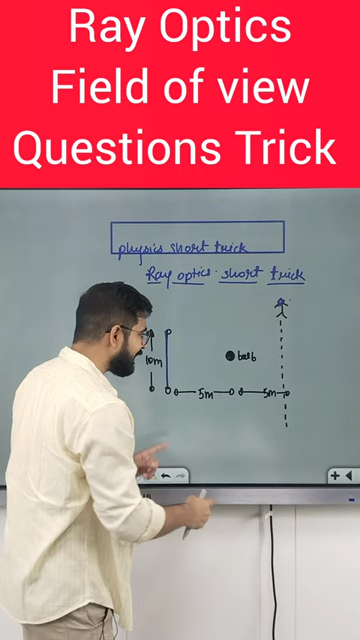 Ray Optics
Field of view
Questions Trick
physics short trick
Ray optics short trick
10m
bulb
5m
5m